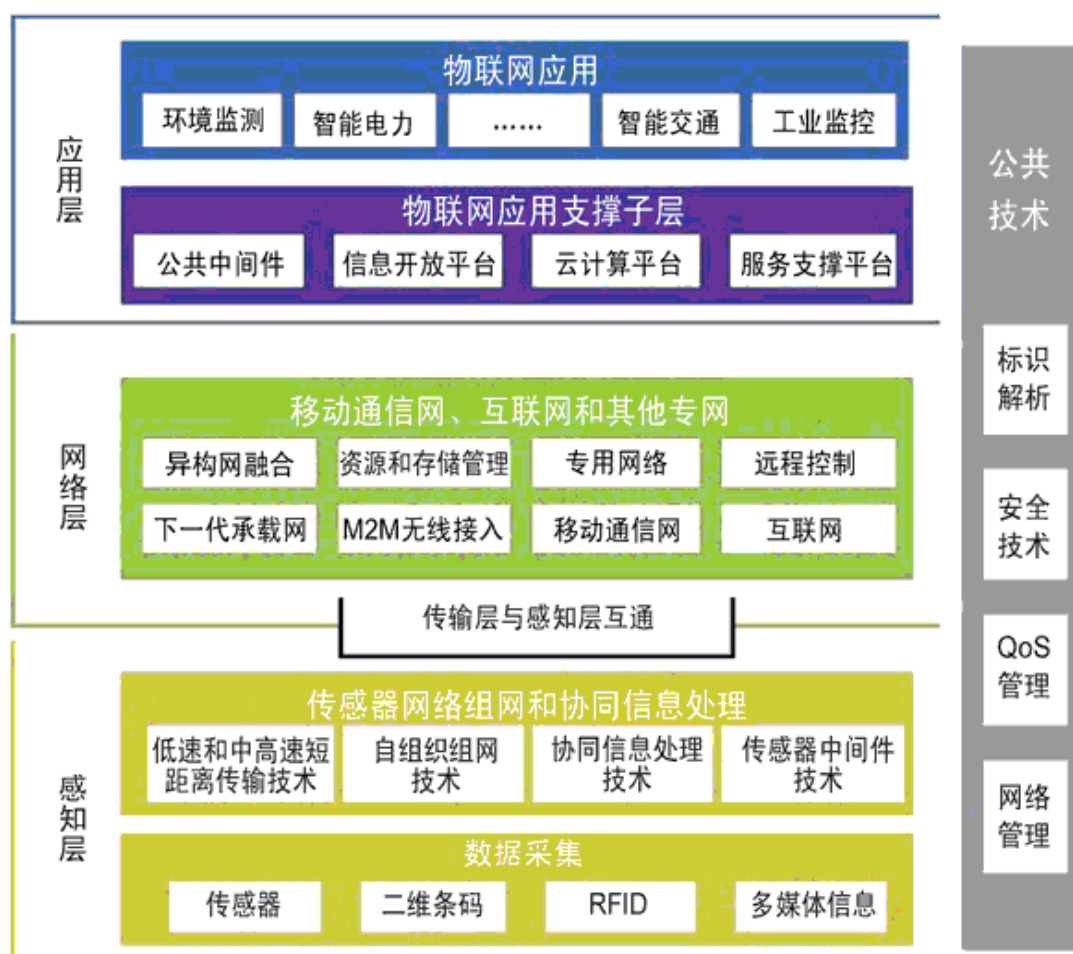 应用层
物联网应用
环境监测
智能电力
……
智能交通
工业监控
物联网应用支撑子层
公共中间件
信息开放平台
云计算平台
服务支撑平台
网络层
移动通信网、互联网和其他专网
异构网融合
资源和存储管理
专用网络
远程控制
下一代承载网
M2M无线接入
移动通信网
互联网
传输层与感知层互通
感知层
传感器网络组网和协同信息处理
低速和中高速短
距离传输技术
自组织组网
技术
协同信息处理
技术
传感器中间件
技术
数据采集
传感器
二维条码
RFID
多媒体信息
公共
技术
标识
解析
安全
技术
QoS
管理
网络
管理